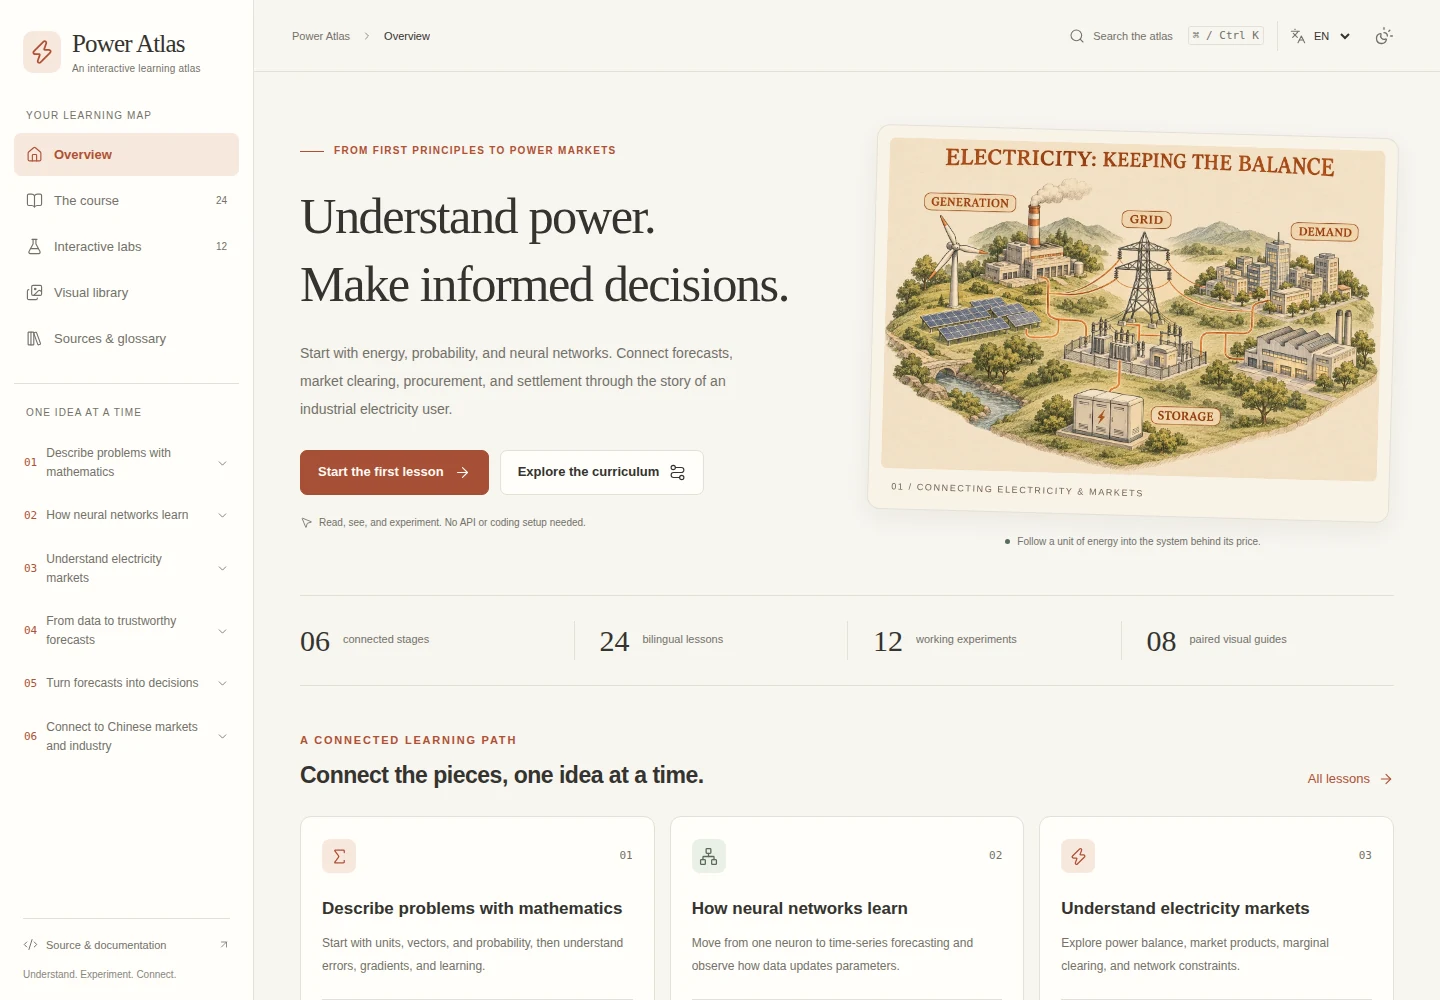 Power Atlas
An interactive learning atlas
YOUR LEARNING MAP
Overview
The course 24
Interactive labs 12
Visual library
Sources & glossary
ONE IDEA AT A TIME
01 Describe problems with
mathematics
02 How neural networks learn
03 Understand electricity
markets
04 From data to trustworthy
forecasts
05 Turn forecasts into decisions
06 Connect to Chinese markets
and industry
Source & documentation
Understand. Experiment. Connect.
Power Atlas > Overview
Search the atlas ⌘ / Ctrl K EN
FROM FIRST PRINCIPLES TO POWER MARKETS
Understand power.
Make informed decisions.
Start with energy, probability, and neural networks. Connect forecasts,
market clearing, procurement, and settlement through the story of an
industrial electricity user.
Start the first lesson
Explore the curriculum
Read, see, and experiment. No API or coding setup needed.
ELECTRICITY: KEEPING THE BALANCE
GENERATION
GRID
DEMAND
STORAGE
01 / CONNECTING ELECTRICITY & MARKETS
Follow a unit of energy into the system behind its price.
06 connected stages
24 bilingual lessons
12 working experiments
08 paired visual guides
A CONNECTED LEARNING PATH
Connect the pieces, one idea at a time.
All lessons
01
Describe problems with mathematics
Start with units, vectors, and probability, then understand
errors, gradients, and learning.
02
How neural networks learn
Move from one neuron to time-series forecasting and
observe how data updates parameters.
03
Understand electricity markets
Explore power balance, market products, marginal
clearing, and network constraints.